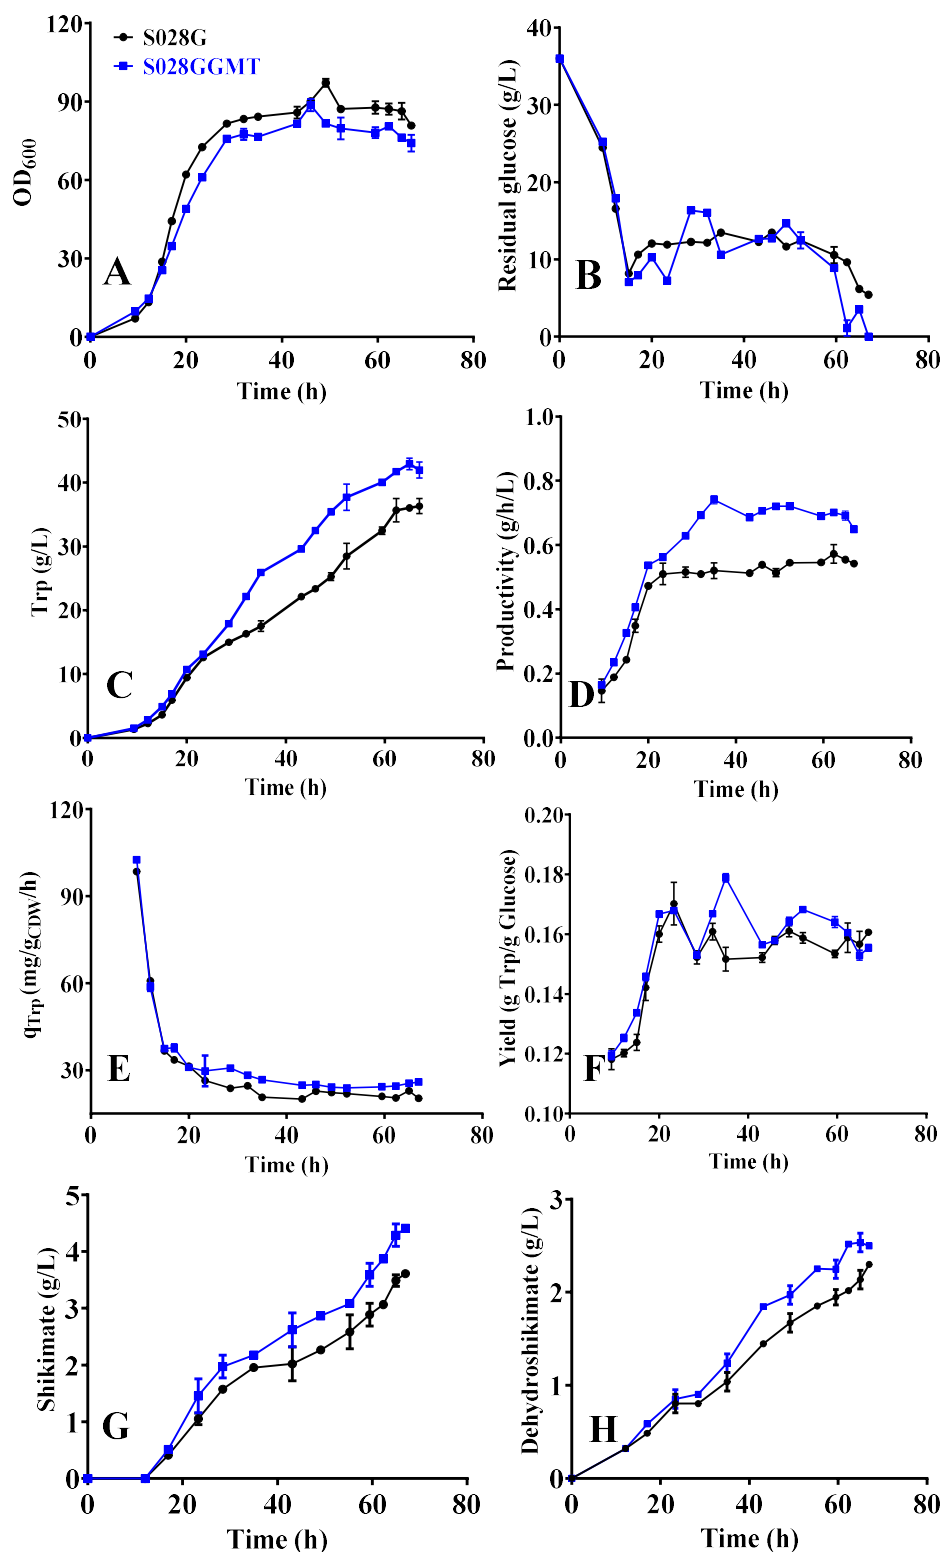 S028G
S028GGMT
120
90
60
30
0
OD600
A
0 20 40 60 80
Time (h)
40
30
20
10
0
Residual glucose (g/L)
B
0 20 40 60 80
Time (h)
50
40
30
20
10
0
Trp (g/L)
C
0 20 40 60 80
Time (h)
1.0
0.8
0.6
0.4
0.2
0.0
Productivity (g/h/L)
D
0 20 40 60 80
Time (h)
120
90
60
30
qTrp (mg/gCDW/h)
E
0 20 40 60 80
Time (h)
0.20
0.18
0.16
0.14
0.12
0.10
Yield (g Trp/g Glucose)
F
0 20 40 60 80
Time (h)
5
4
3
2
1
0
Shikimate (g/L)
G
0 20 40 60 80
Time (h)
3
2
1
0
Dehydroshikimate (g/L)
H
0 20 40 60 80
Time (h)